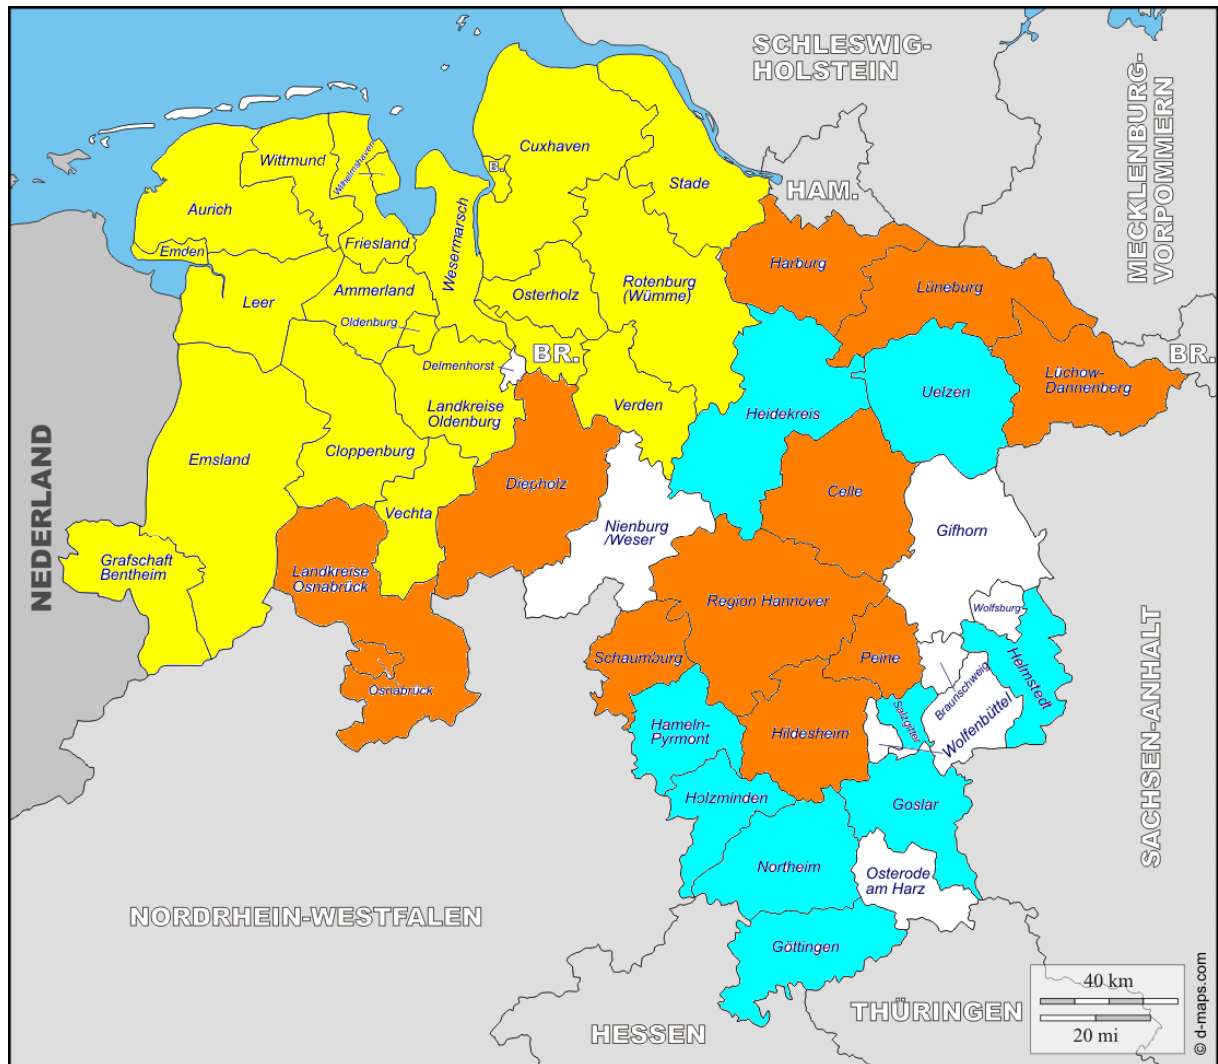 SCHLESWIG-
HOLSTEIN
MECKLENBURG-
VORPOMMERN
Cuxhaven
Wittmund
Wilhelmshaven
B.
Stade
HAM.
Aurich
Wesermarsch
Friesland
Emden
Harburg
Rotenburg
(Wümme)
Ammerland
Osterholz
Lüneburg
Leer
Oldenburg
BR.
BR.
Delmenhorst
Lüchow-
Dannenberg
Uelzen
Landkreise
Oldenburg
Verden
Heidekreis
NEDERLAND
Emsland
Cloppenburg
Diepholz
Celle
Vechta
Nienburg
/Weser
Gifhorn
Grafschaft
Bentheim
Landkreise
Osnabrück
Region Hannover
Wolfsburg
SACHSEN-ANHALT
Schaumburg
Peine
Helmstedt
Osnabrück
Braunschweig
Salzgitter
Wolfenbüttel
Hameln-
Pyrmont
Hildesheim
Holzminden
Goslar
Northeim
Osterode
am Harz
NORDRHEIN-WESTFALEN
Göttingen
40 km
20 mi
THÜRINGEN
HESSEN
© d-maps.com